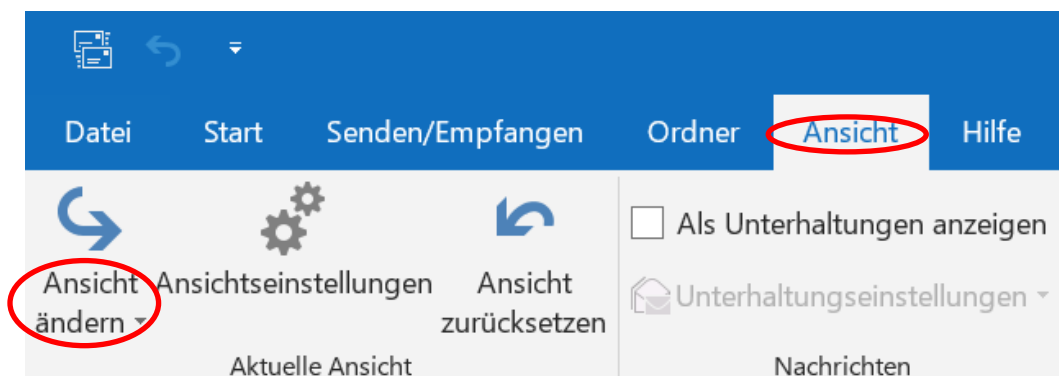 Datei Start Senden/Empfangen Ordner Ansicht Hilfe
Ansicht ändern
Ansichtseinstellungen
Ansicht zurücksetzen
Als Unterhaltungen anzeigen
Unterhaltungseinstellungen
Aktuelle Ansicht
Nachrichten